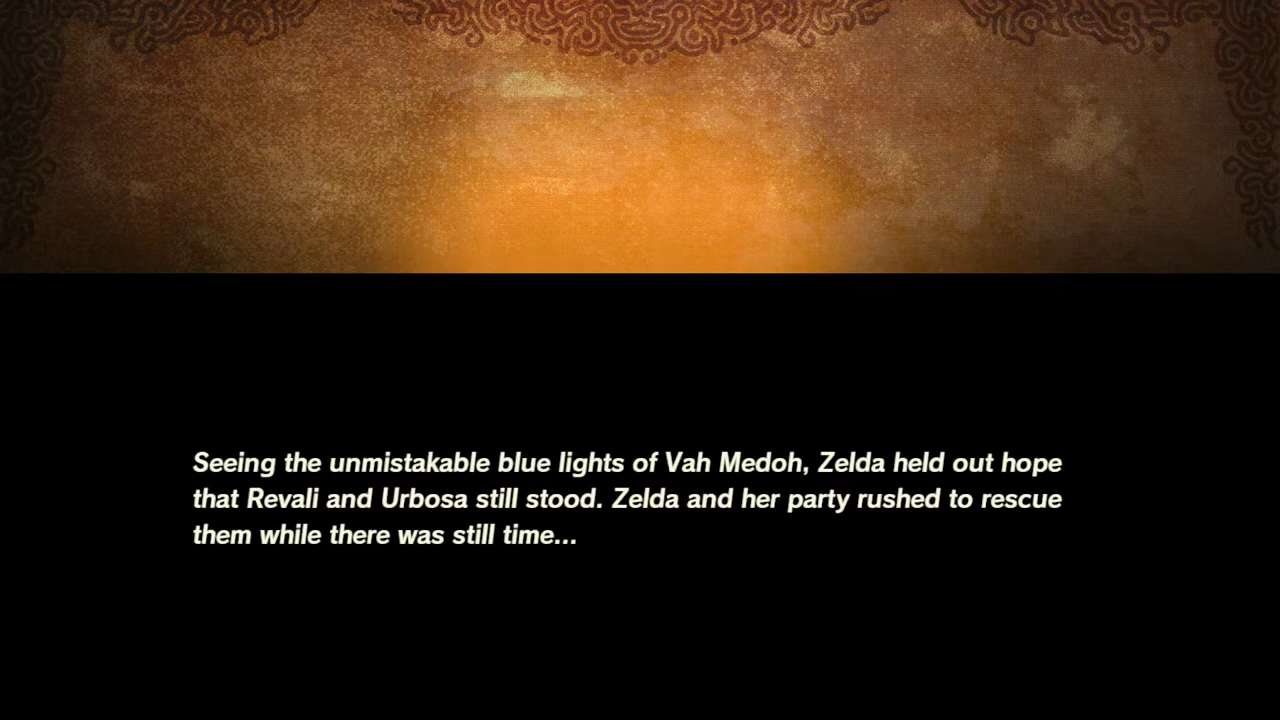 Seeing the unmistakable blue lights of Vah Medoh, Zelda held out hope
that Revali and Urbosa still stood. Zelda and her party rushed to rescue
them while there was still time...